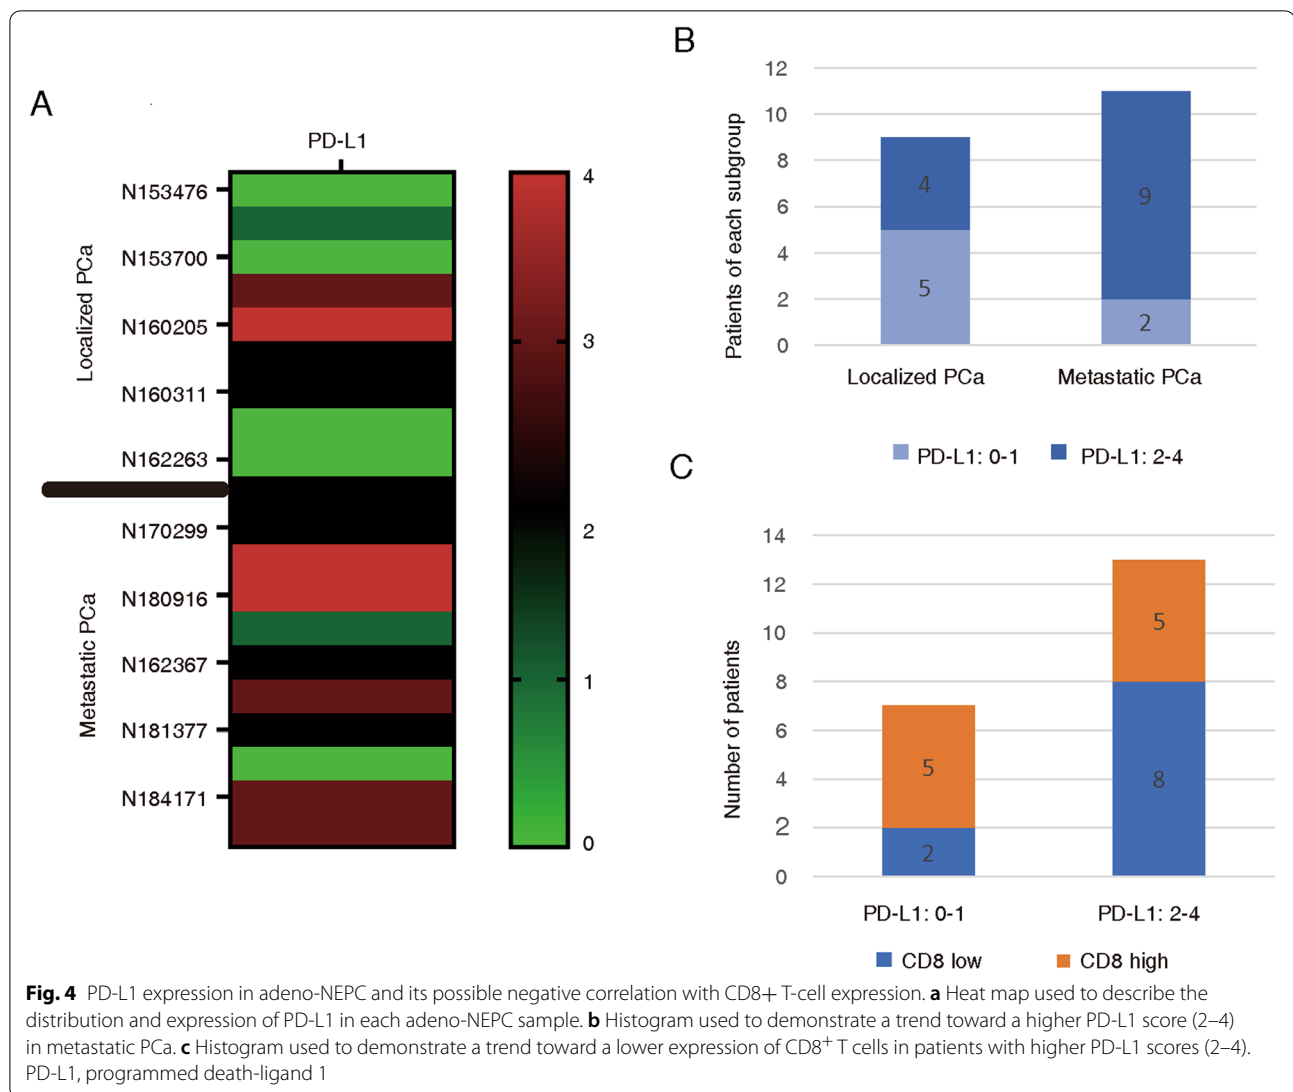 A
PD-L1
Localized PCa
Metastatic PCa
N153476
N153700
N160205
N160311
N162263
N170299
N180916
N162367
N181377
N184171
4
3
2
1
0
B
Patients of each subgroup
12
10
8
6
4
2
0
4
5
9
2
Localized PCa
Metastatic PCa
PD-L1: 0-1
PD-L1: 2-4
C
Number of patients
14
12
10
8
6
4
2
0
5
2
5
8
PD-L1: 0-1
PD-L1: 2-4
CD8 low
CD8 high
Fig. 4 PD-L1 expression in adeno-NEPC and its possible negative correlation with CD8+ T-cell expression. a Heat map used to describe the
distribution and expression of PD-L1 in each adeno-NEPC sample. b Histogram used to demonstrate a trend toward a higher PD-L1 score (2–4)
in metastatic PCa. c Histogram used to demonstrate a trend toward a lower expression of CD8⁺ T cells in patients with higher PD-L1 scores (2–4).
PD-L1, programmed death-ligand 1